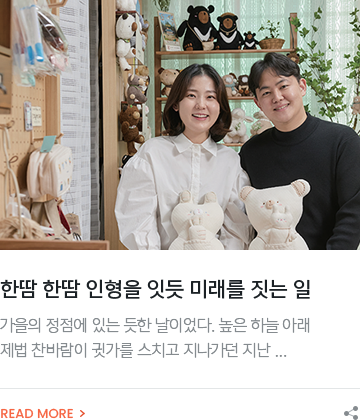 한땀 한땀 인형을 잇듯 미래를 짓는 일
가을의 정점에 있는 듯한 날이었다. 높은 하늘 아래
제법 찬바람이 귓가를 스치고 지나가던 지난 ...
READ MORE >